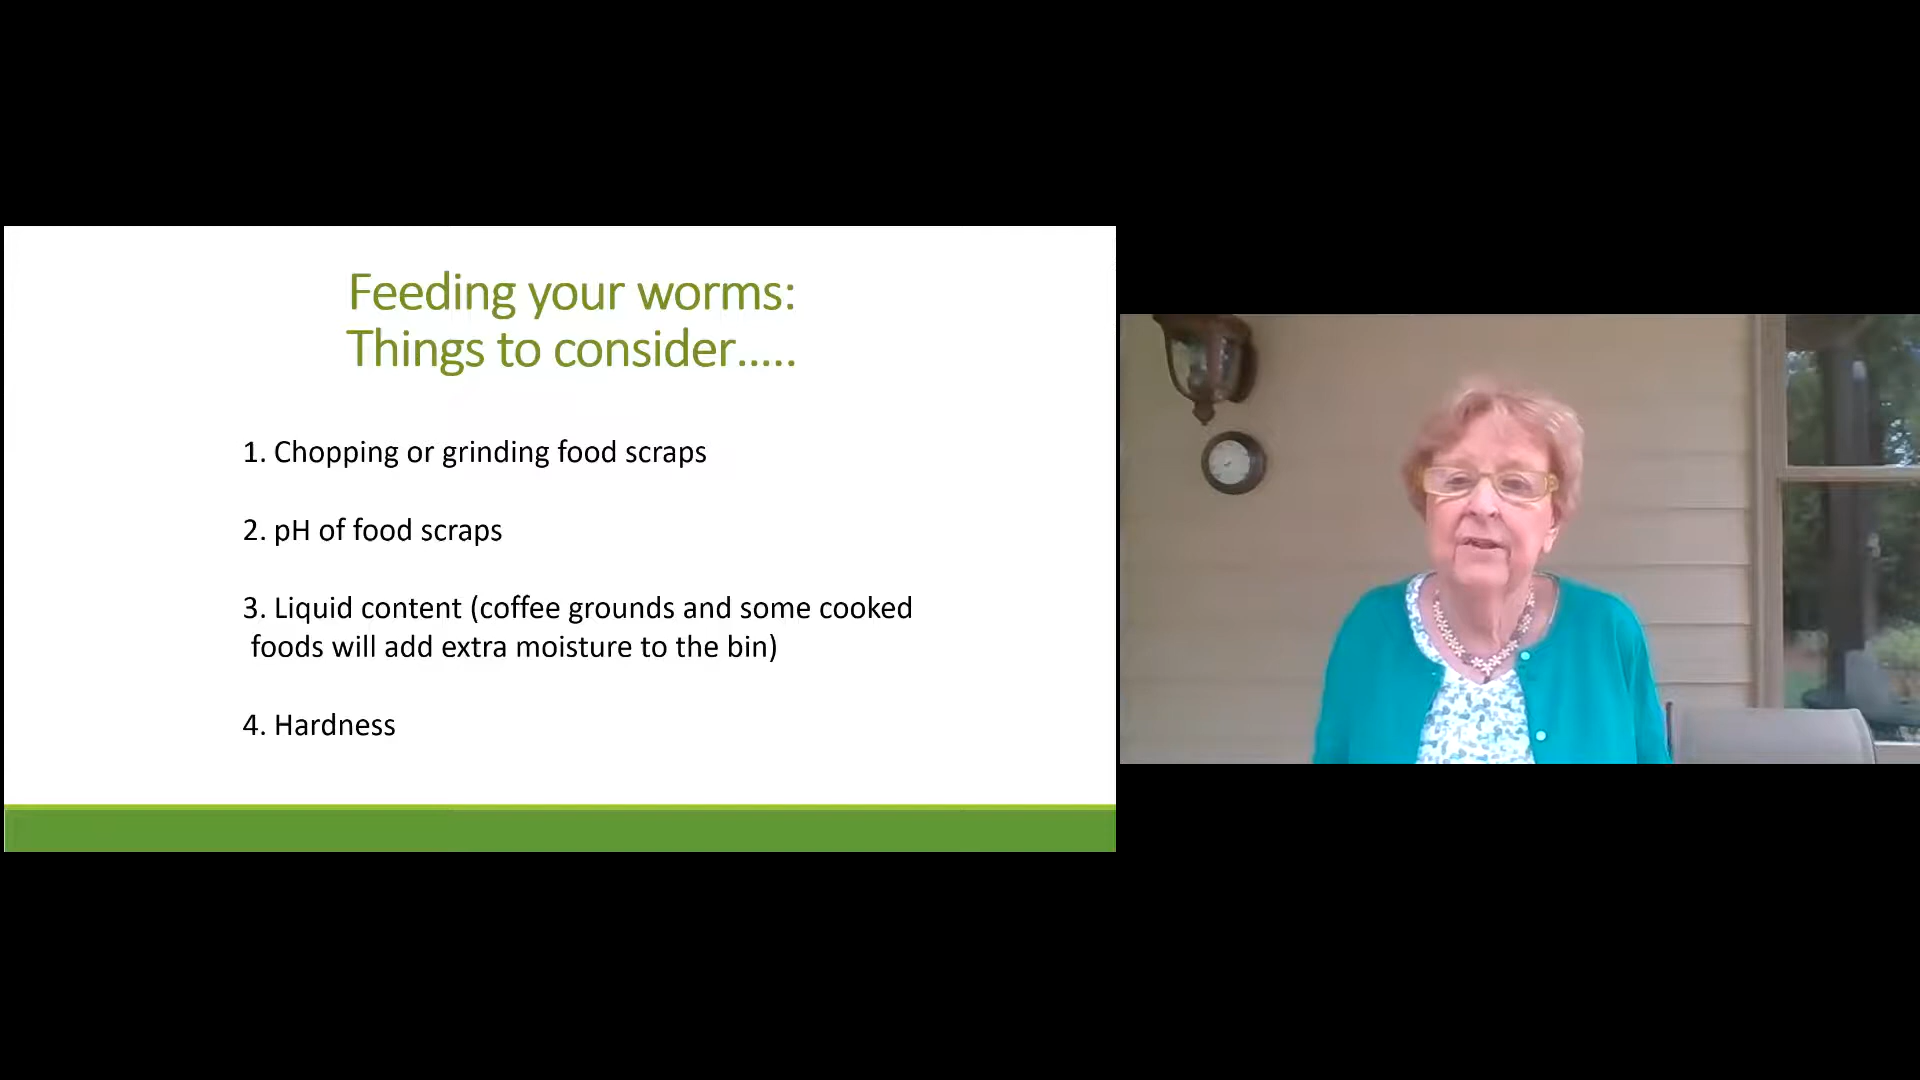 Feeding your worms:
Things to consider.....
1. Chopping or grinding food scraps
2. pH of food scraps
3. Liquid content (coffee grounds and some cooked
foods will add extra moisture to the bin)
4. Hardness